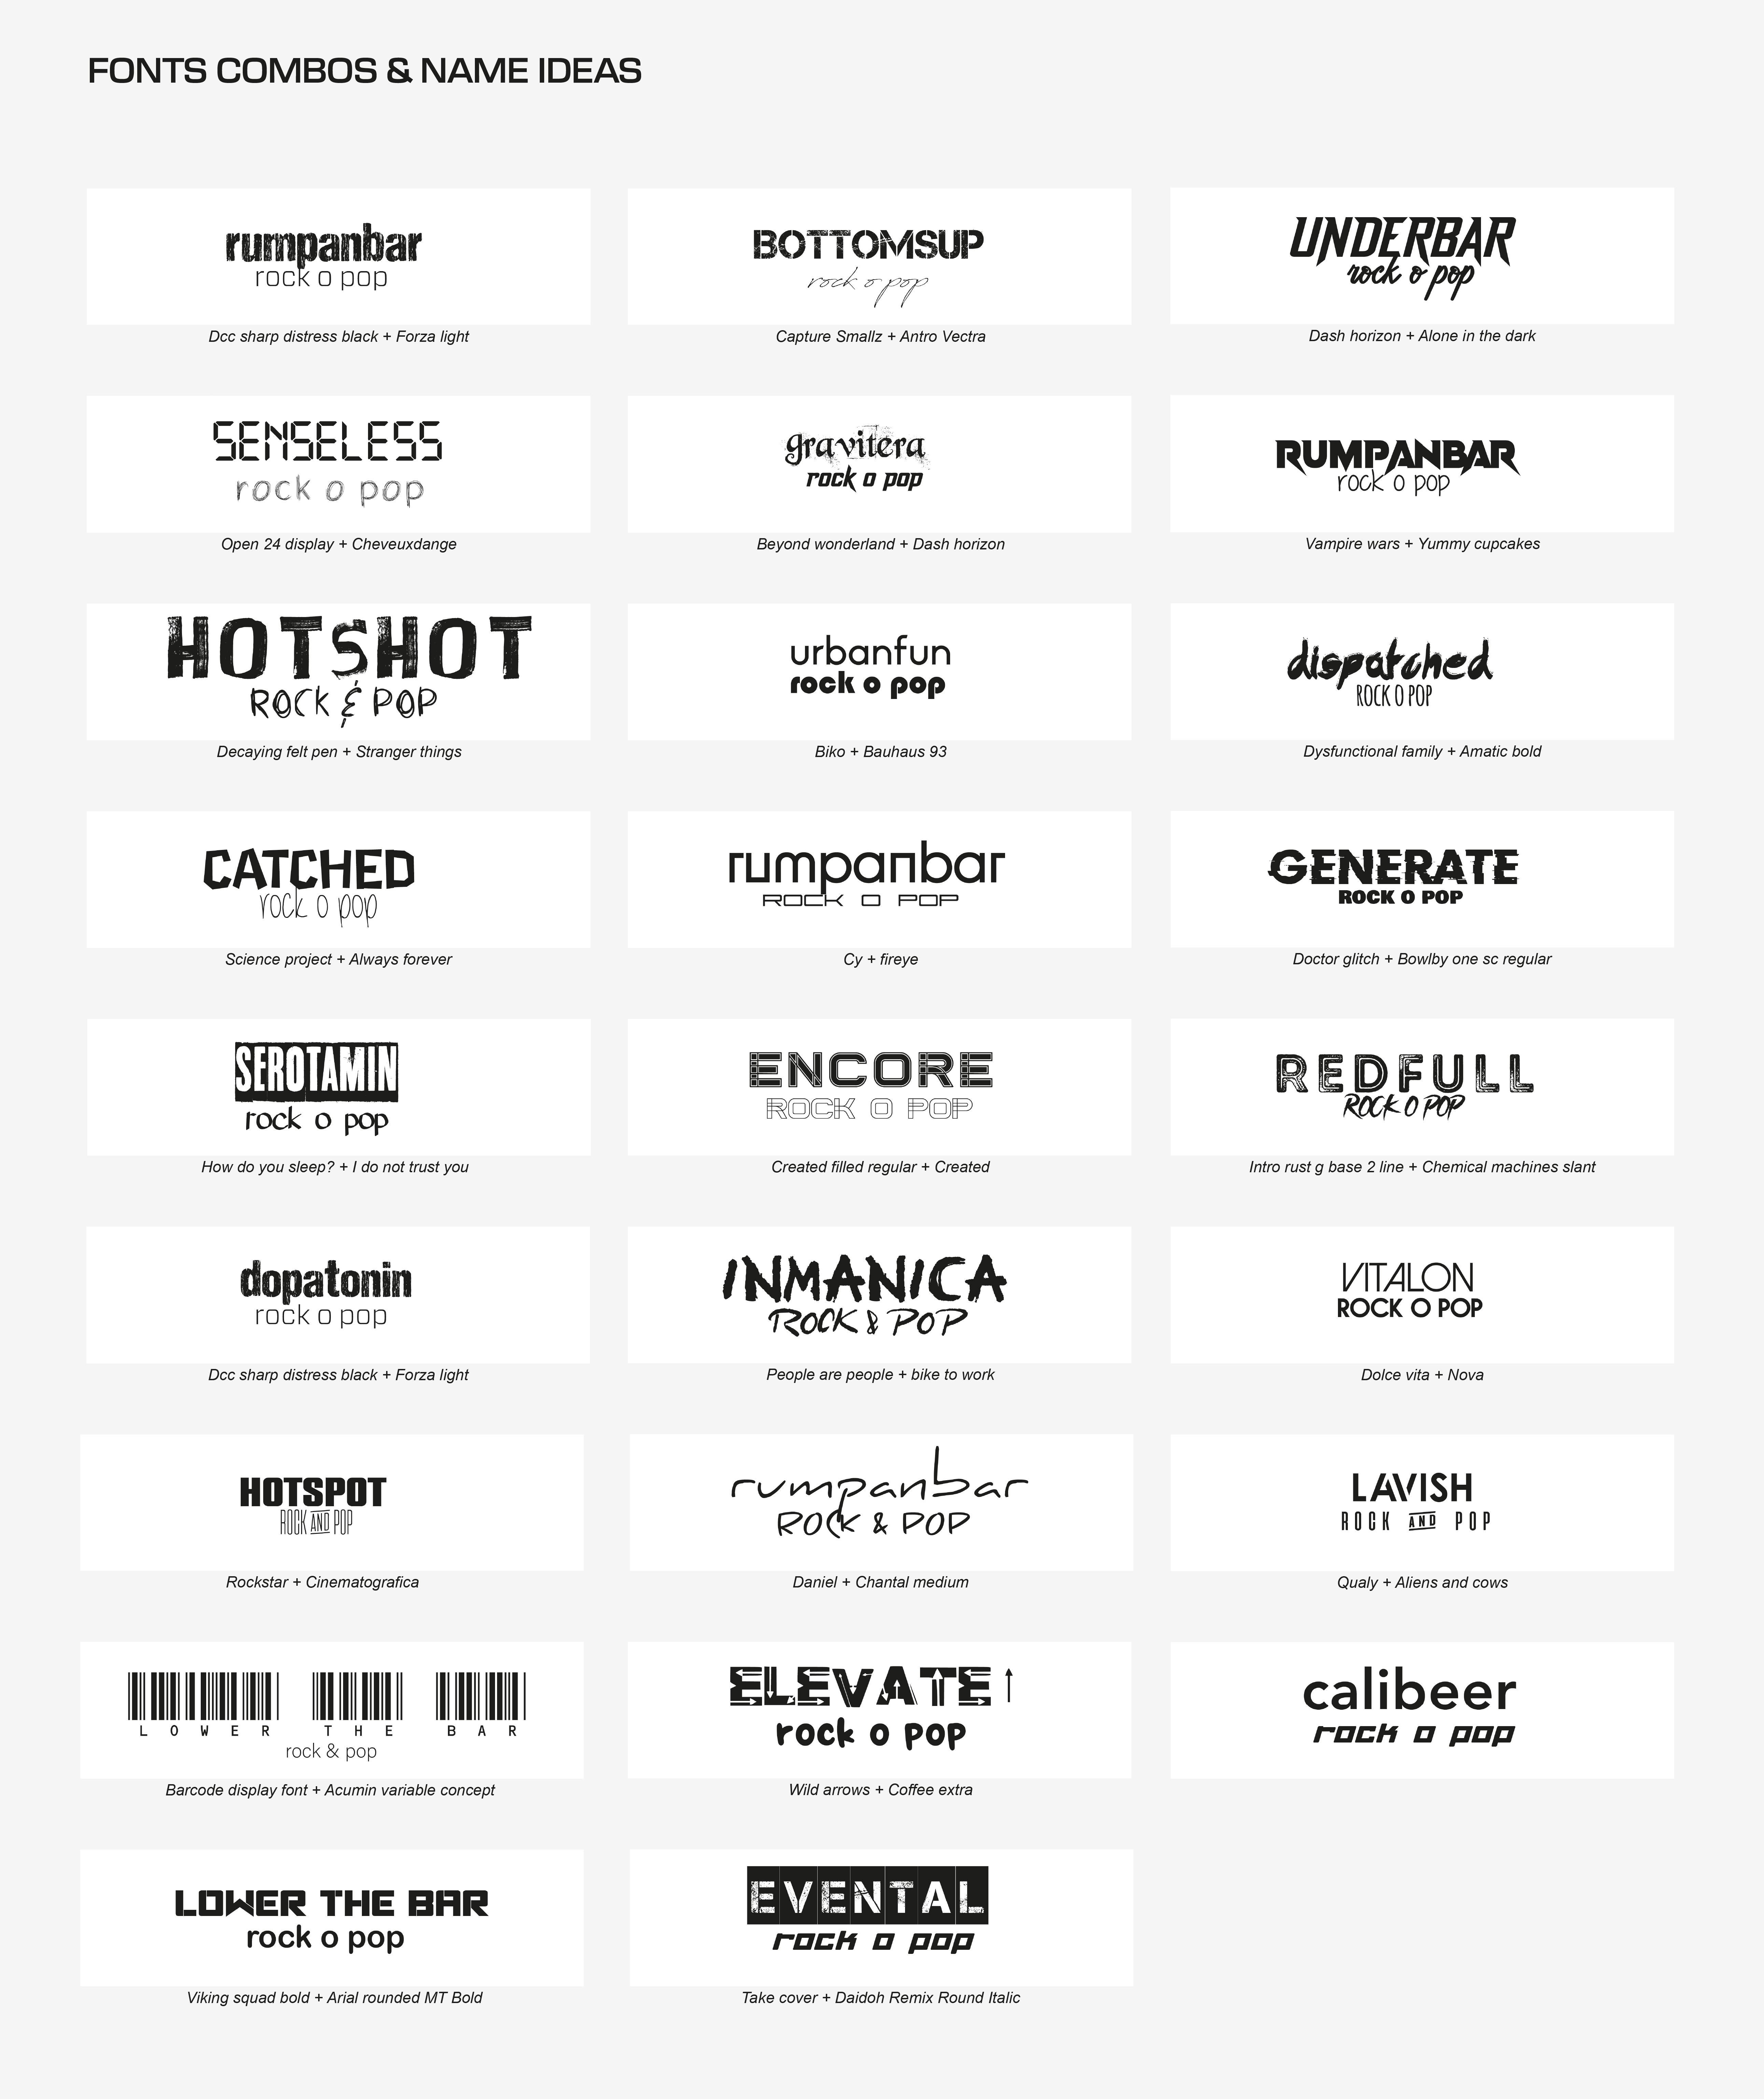 FONTS COMBOS & NAME IDEAS
rumpanbar
rock o pop
Dcc sharp distress black + Forza light
BOTTOMSUP
rock o pop
Capture Smallz + Antro Vectra
UNDERBAR
rock o pop
Dash horizon + Alone in the dark
SENSELESS
rock o pop
Open 24 display + Cheveuxdange
gravitera
rock o pop
Beyond wonderland + Dash horizon
RUMPANBAR
rock o pop
Vampire wars + Yummy cupcakes
HOTSHOT
ROCK & POP
Decaying felt pen + Stranger things
urbanfun
rock o pop
Biko + Bauhaus 93
dispatched
ROCK O POP
Dysfunctional family + Amatic bold
CATCHED
rock o pop
Science project + Always forever
rumpanbar
ROCK O POP
Cy + fireye
GENERATE
ROCK O POP
Doctor glitch + Bowlby one sc regular
SEROTAMIN
rock o pop
How do you sleep? + I do not trust you
ENCORE
ROCK O POP
Created filled regular + Created
REDFULL
ROCK O POP
Intro rust g base 2 line + Chemical machines slant
dopatonin
rock o pop
Dcc sharp distress black + Forza light
INMANICA
ROCK & POP
People are people + bike to work
VITALON
ROCK O POP
Dolce vita + Nova
HOTSPOT
ROCK AND POP
Rockstar + Cinematografica
rumpanbar
ROCK & POP
Daniel + Chantal medium
LAVISH
ROCK AND POP
Qualy + Aliens and cows
LOWER THE BAR
rock & pop
Barcode display font + Acumin variable concept
ELEVATE
rock o pop
Wild arrows + Coffee extra
calibeer
rock o pop
LOWER THE BAR
rock o pop
Viking squad bold + Arial rounded MT Bold
EVENTAL
rock o pop
Take cover + Daidoh Remix Round Italic